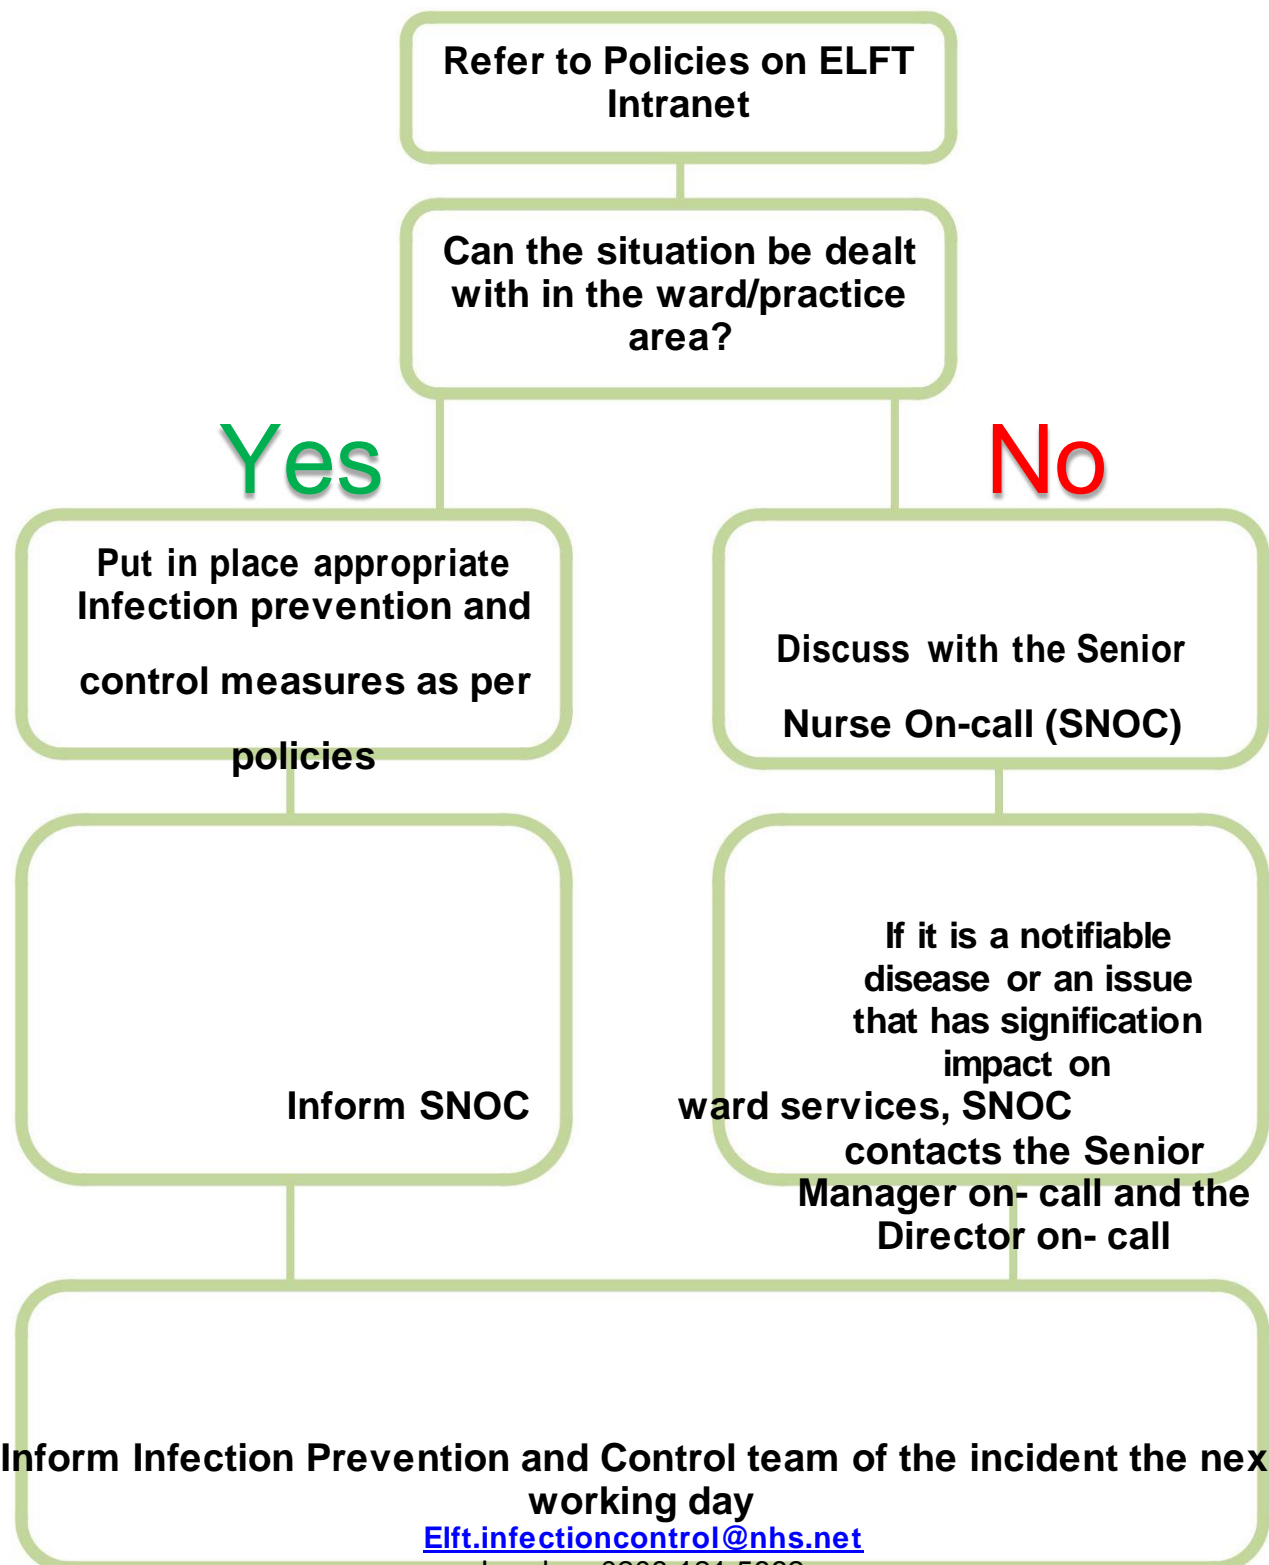 Refer to Policies on ELFT
Intranet
Can the situation be dealt
with in the ward/practice
area?
Yes
No
Put in place appropriate
Infection prevention and
control measures as per
policies
Discuss with the Senior
Nurse On-call (SNOC)
Inform SNOC
If it is a notifiable
disease or an issue
that has signification
impact on
ward services, SNOC
contacts the Senior
Manager on- call and the
Director on- call
Inform Infection Prevention and Control team of the incident the nex
working day
Elft.infectioncontrol@nhs.net